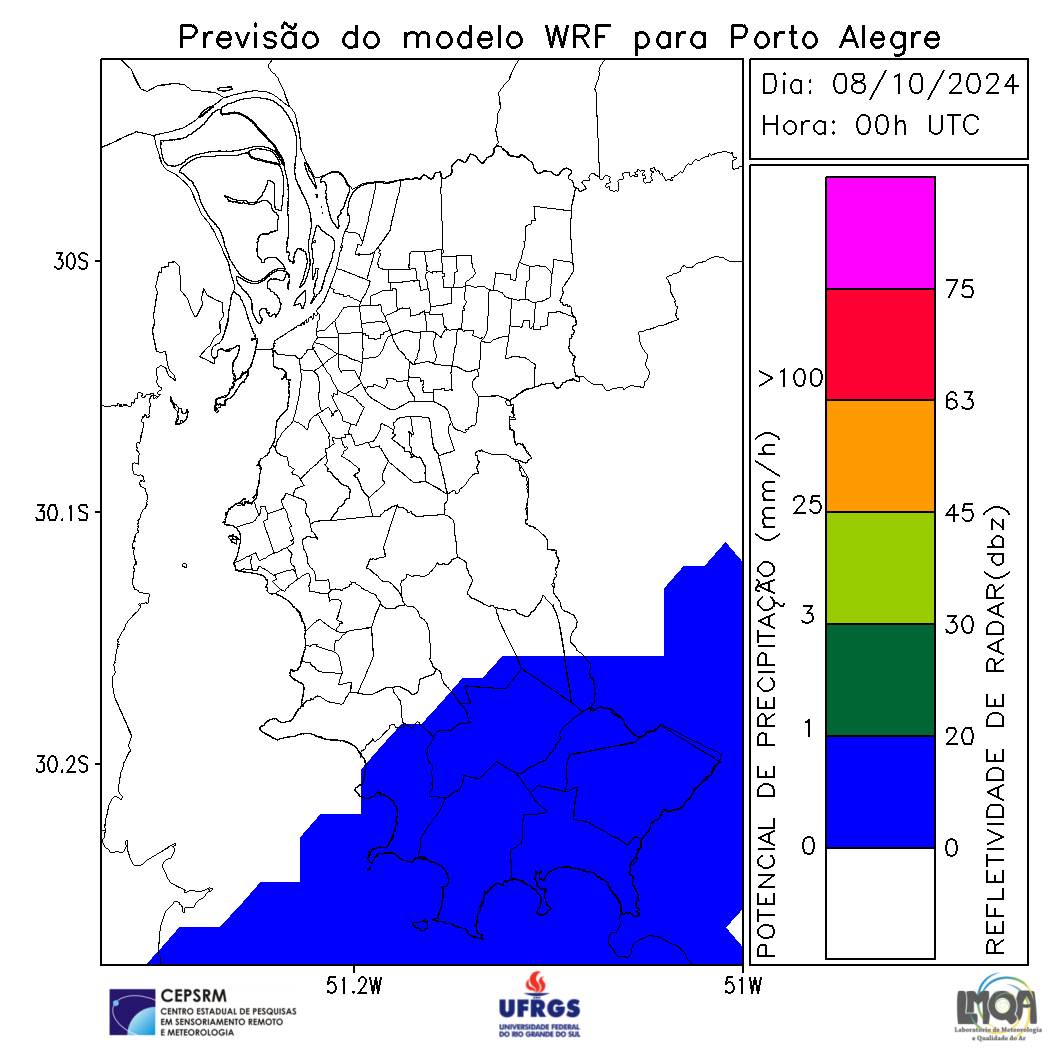 Previsão do modelo WRF para Porto Alegre
Dia: 08/10/2024
Hora: 00h UTC
30S
30.1S
30.2S
51.2W
51W
POTENCIAL DE PRECIPITAÇÃO (mm/h)
>100
25
3
1
0
75
63
45
30
20
0
REFLETIVIDADE DE RADAR(dbz)
CEPSRM
CENTRO ESTADUAL DE PESQUISAS
EM SENSORIAMENTO REMOTO
E METEOROLOGIA
UFRGS
UNIVERSIDADE FEDERAL
DO RIO GRANDE DO SUL
LMQA
Laboratório de Meteorologia
e Qualidade do Ar